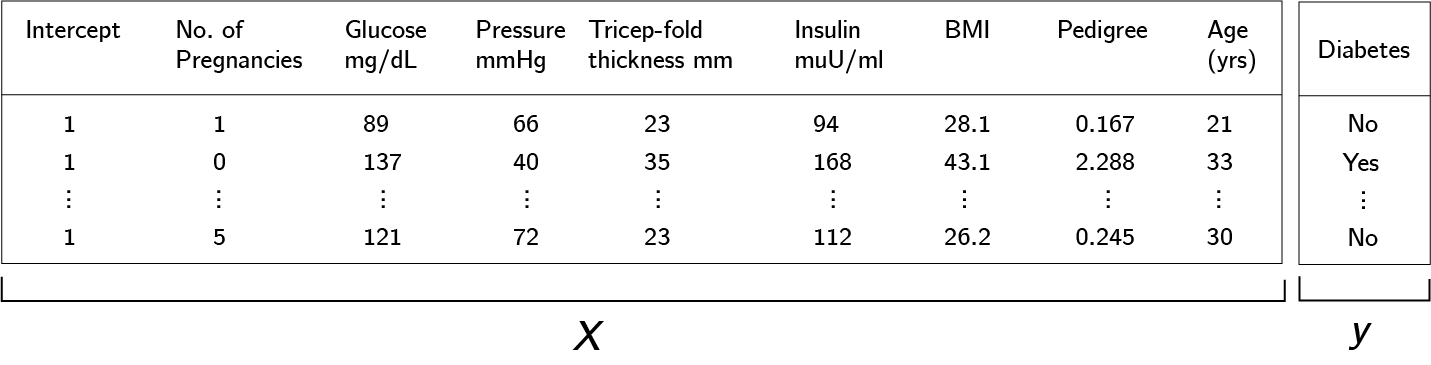 Intercept No. of Pregnancies Glucose mg/dL Pressure mmHg Tricep-fold thickness mm Insulin muU/ml BMI Pedigree Age (yrs) Diabetes
1 1 89 66 23 94 28.1 0.167 21 No
1 0 137 40 35 168 43.1 2.288 33 Yes
⋮ ⋮ ⋮ ⋮ ⋮ ⋮ ⋮ ⋮ ⋮ ⋮
1 5 121 72 23 112 26.2 0.245 30 No
X y